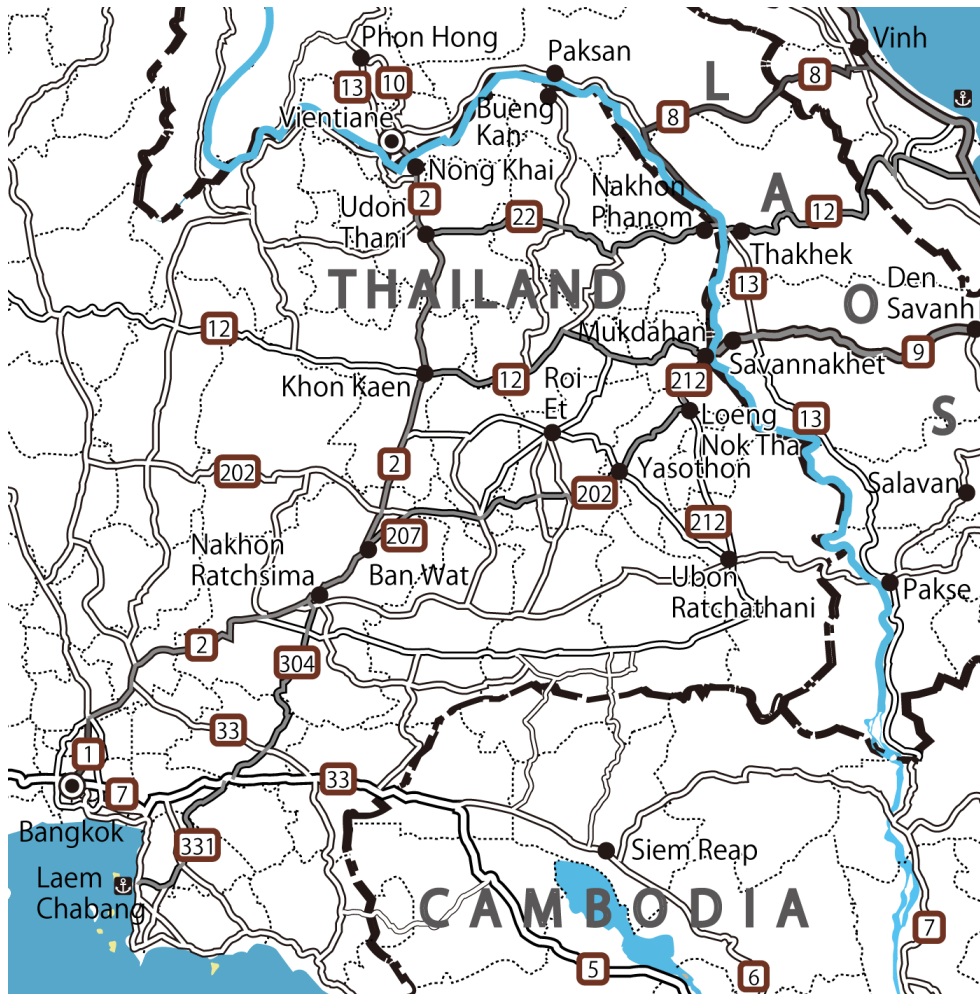 Phon Hong
Paksan
Vinh
13
10
L
8
8
Vientiane
Bueng
Kan
Nong Khai
2
Nakhon
Phanom
A
12
Udon
Thani
22
Thakhek
THAILAND
13
O
Den
Savanh
12
Mukdahan
Savannakhet
9
Khon Kaen
12
Roi
Et
212
Loeng
Nok Tha
13
S
202
2
Yasothon
202
Salavan
207
212
Nakhon
Ratchsima
Ban Wat
Ubon
Ratchathani
Pakse
2
304
33
1
7
33
Bangkok
331
Siem Reap
Laem
Chabang
CAMBODIA
7
5
6